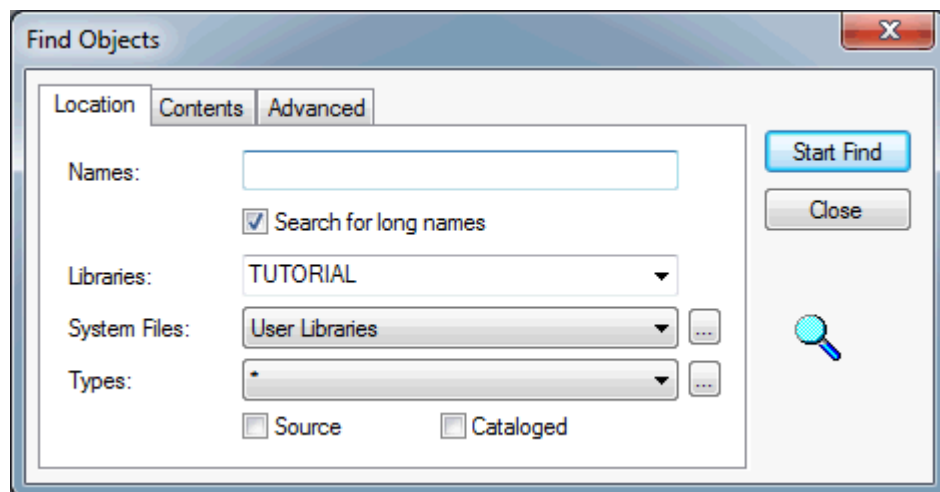 Find Objects
Location Contents Advanced
Names:
Start Find
Search for long names
Close
Libraries: TUTORIAL
System Files: User Libraries ...
Types: * ...
Source Cataloged